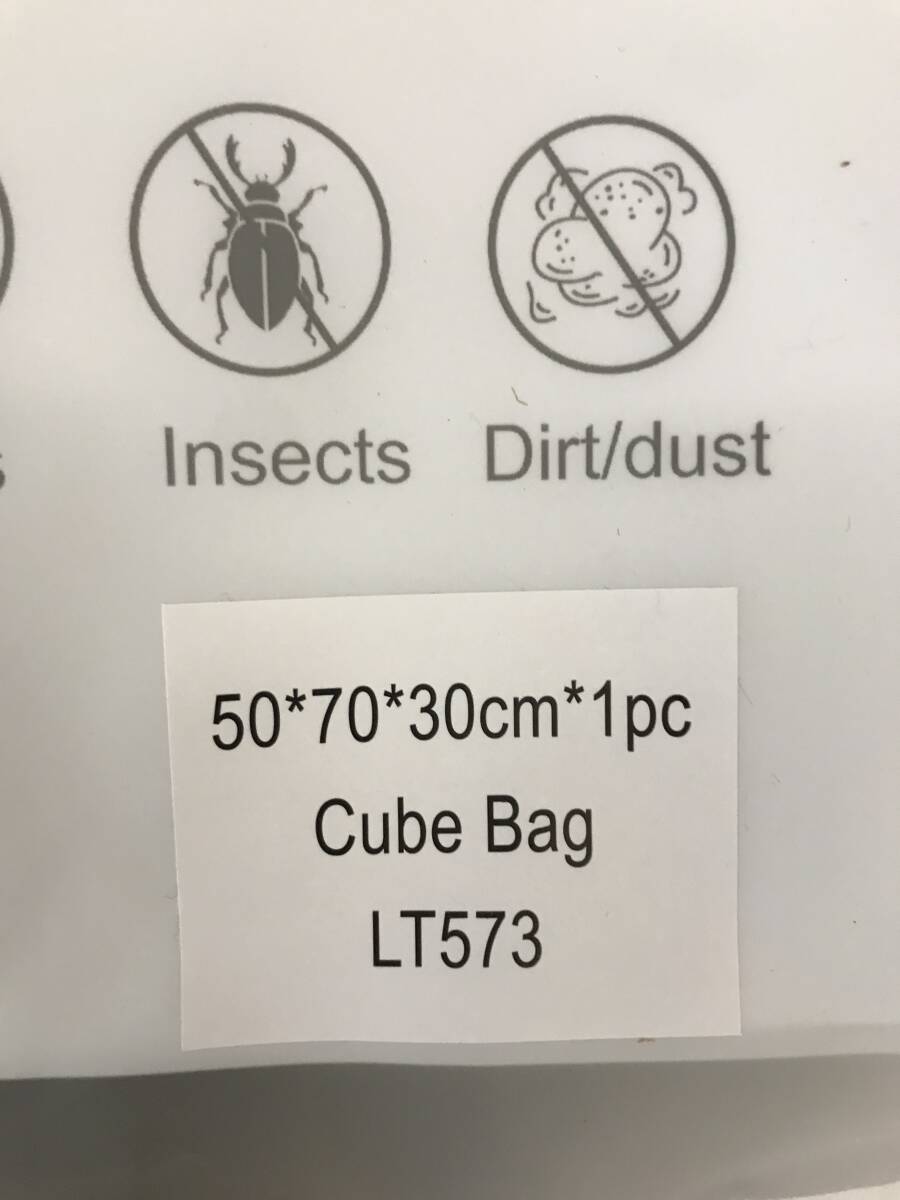 Insects Dirt/dust
50*70*30cm*1pc
Cube Bag
LT573